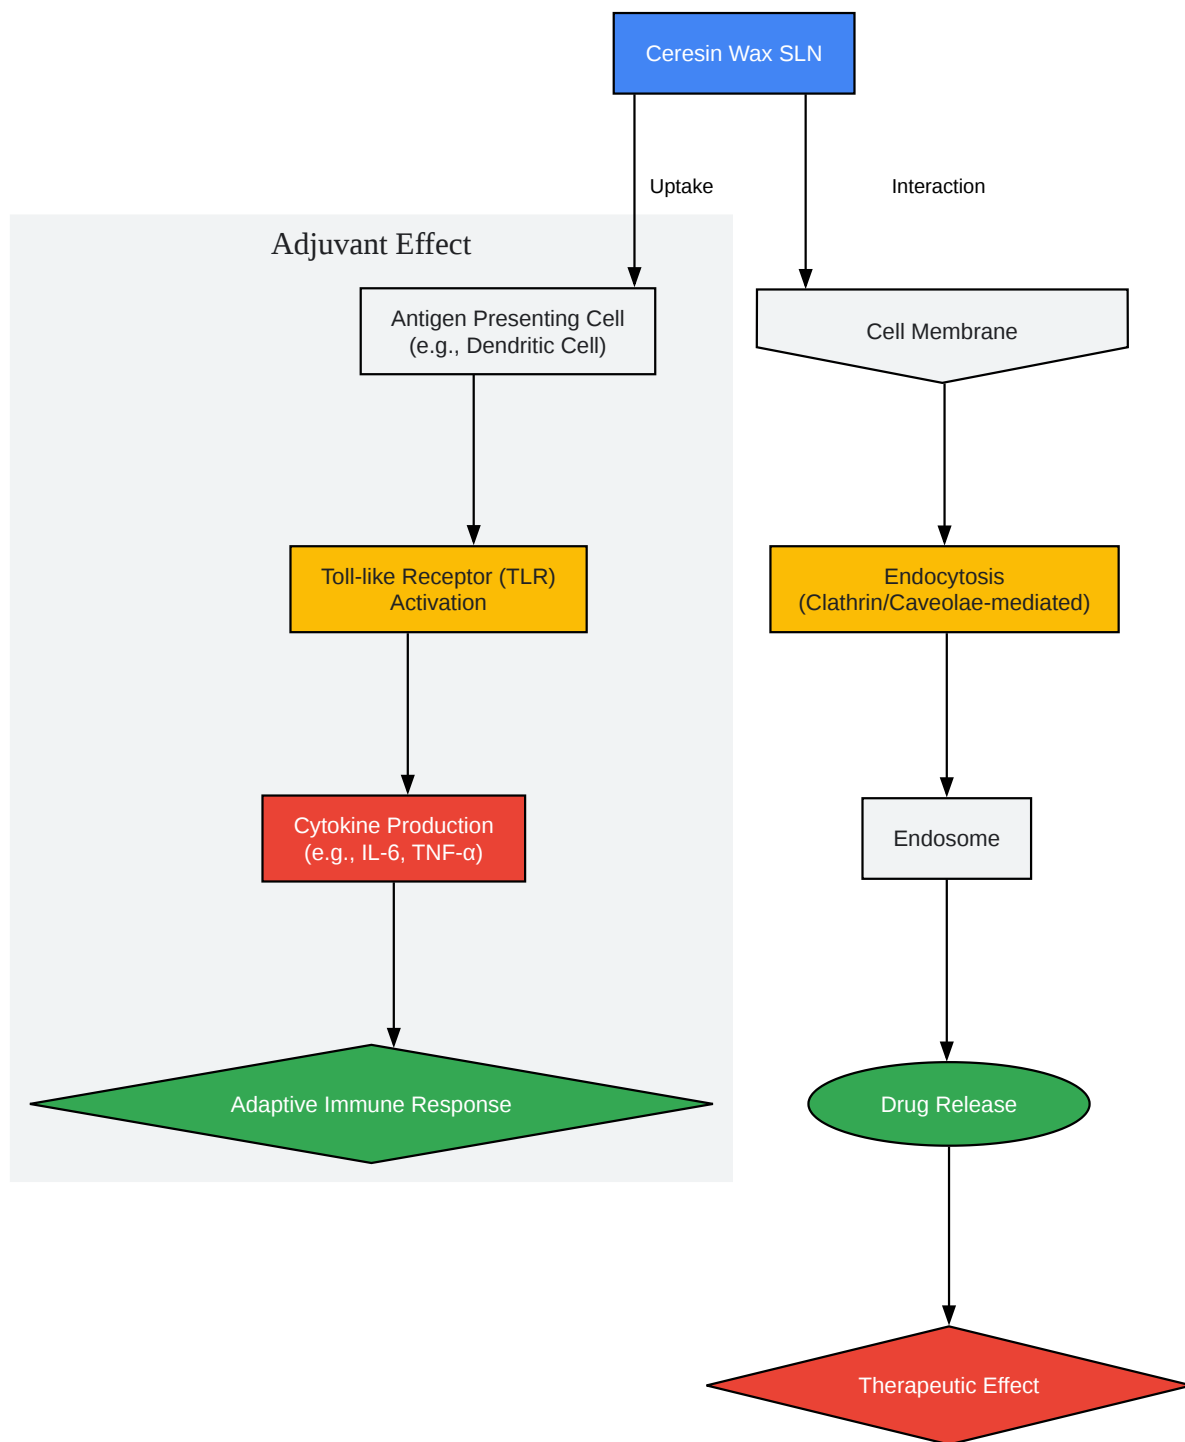 Ceresin Wax SLN
Uptake
Interaction
Adjuvant Effect
Antigen Presenting Cell
(e.g., Dendritic Cell)
Cell Membrane
Toll-like Receptor (TLR)
Activation
Endocytosis
(Clathrin/Caveolae-mediated)
Cytokine Production
(e.g., IL-6, TNF-α)
Endosome
Adaptive Immune Response
Drug Release
Therapeutic Effect